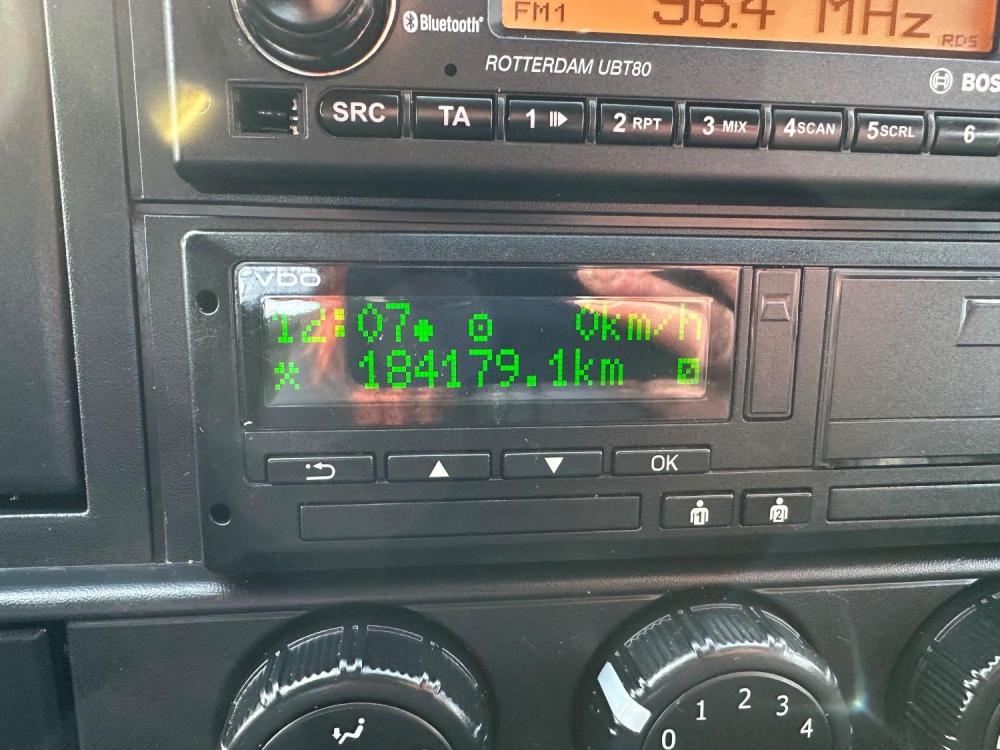 Bluetooth®
FM1 96.4 MHz
RDS
ROTTERDAM UBT80
BOS
SRC TA 1 2 RPT 3 MIX 4SCAN 5SCRL 6
VDO
12:07 0km/h
184179.1km
OK
1 2
0 1 2 3 4